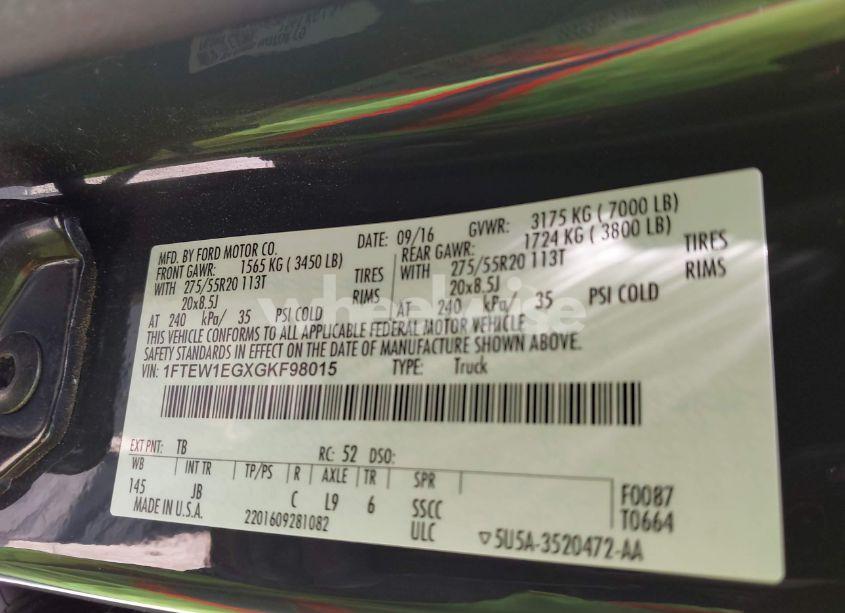 MFD. BY FORD MOTOR CO. DATE: 09/16 GVWR: 3175 KG ( 7000 LB)
FRONT GAWR: 1565 KG ( 3450 LB) REAR GAWR: 1724 KG ( 3800 LB)
WITH 275/55R20 113T TIRES WITH 275/55R20 113T TIRES
20x8.5J RIMS 20x8.5J RIMS
AT 240 kPa/ 35 PSI COLD AT 240 kPa/ 35 PSI COLD
wheelwise
THIS VEHICLE CONFORMS TO ALL APPLICABLE FEDERAL MOTOR VEHICLE
SAFETY STANDARDS IN EFFECT ON THE DATE OF MANUFACTURE SHOWN ABOVE.
VIN: 1FTEW1EGXGKF98015 TYPE: Truck
EXT PNT: TB RC: 52 DSO:
WB INT TR TP/PS R AXLE TR SPR
145 JB C L9 6 SSCC F0087
MADE IN U.S.A. 2201609281082 ULC T0664
▽5U5A-3520472-AA